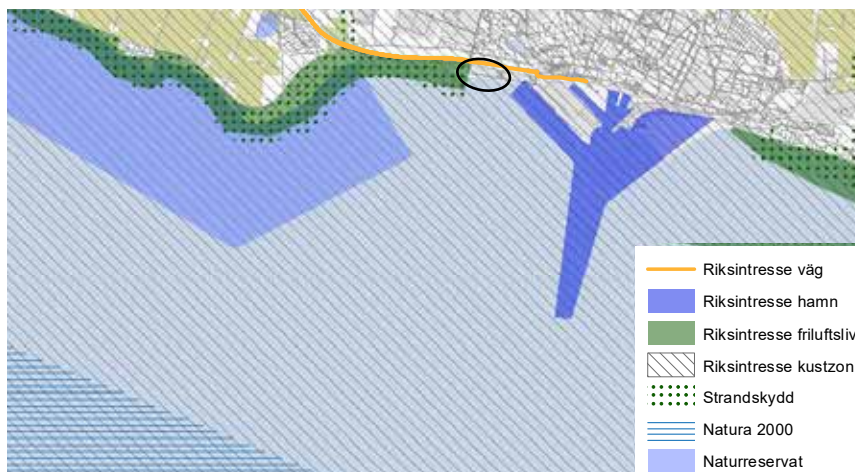 Riksintresse väg
Riksintresse hamn
Riksintresse friluftsliv
Riksintresse kustzon
Strandskydd
Natura 2000
Naturreservat